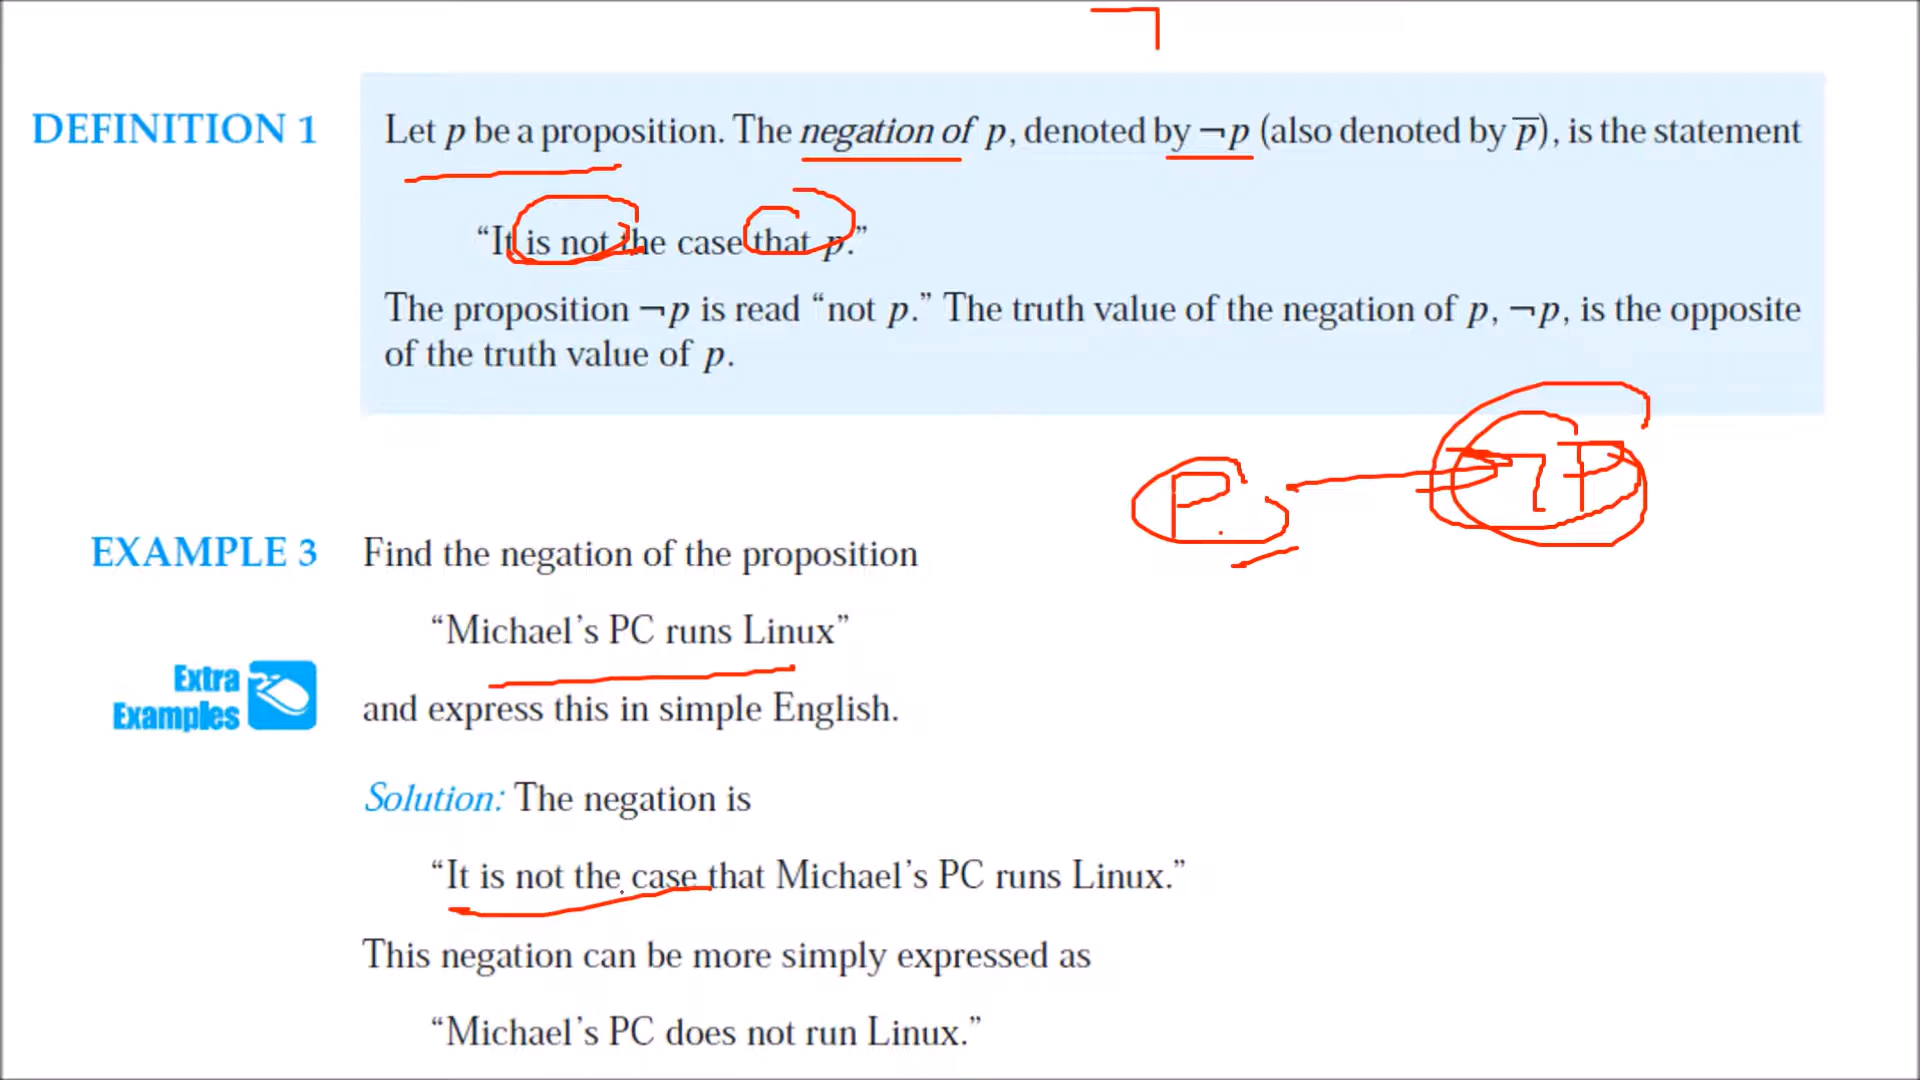 ¬
DEFINITION 1
Let p be a proposition. The negation of p, denoted by ¬p (also denoted by p̅), is the statement
“It is not the case that p.”
The proposition ¬p is read “not p.” The truth value of the negation of p, ¬p, is the opposite
of the truth value of p.
P
¬P
EXAMPLE 3
Find the negation of the proposition
“Michael’s PC runs Linux”
Extra
Examples
and express this in simple English.
Solution: The negation is
“It is not the case that Michael’s PC runs Linux.”
This negation can be more simply expressed as
“Michael’s PC does not run Linux.”